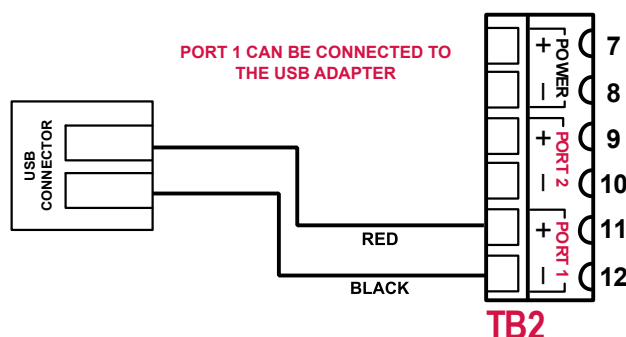 PORT 1 CAN BE CONNECTED TO
THE USB ADAPTER
USB
CONNECTOR
RED
BLACK
+ POWER −
+ PORT 2 −
+ PORT 1 −
7
8
9
10
11
12
TB2